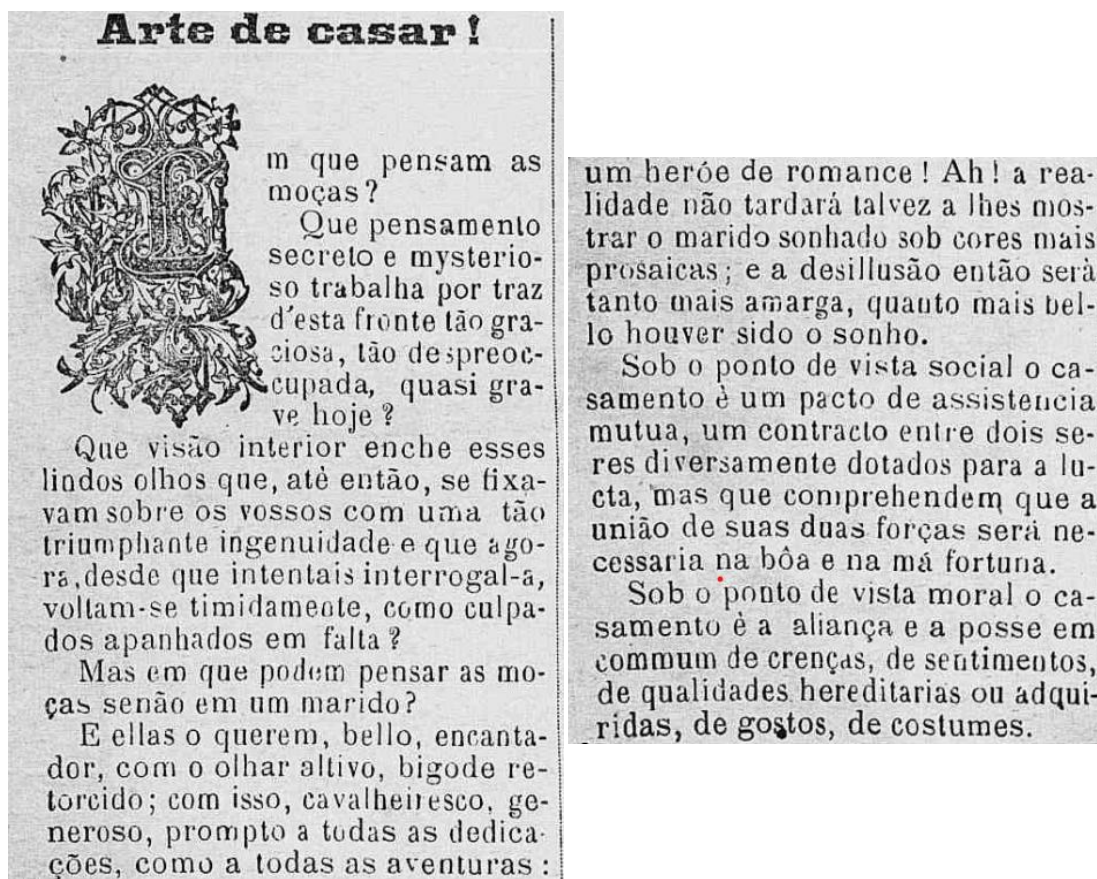 Arte de casar!
Em que pensam as
moças?
Que pensamento
secreto e mysterio-
so trabalha por traz
d'esta fronte tão gra-
ciosa, tão despreoc-
cupada, quasi gra-
ve hoje?
Que visão interior enche esses
lindos olhos que, atè então, se fixa-
vam sobre os vossos com uma tão
triumphante ingenuidade e que ago-
ra, desde que intentais interrogal-a,
voltam-se timidamente, como culpa-
dos apanhados em falta?
Mas em que podem pensar as mo-
ças senão em um marido?
E ellas o querem, bello, encanta-
dor, com o olhar altivo, bigode re-
torcido; com isso, cavalheiresco, ge-
neroso, prompto a todas as dedica-
ções, como a todas as aventuras:
um heróe de romance! Ah! a rea-
lidade não tardará talvez a lhes mos-
trar o marido sonhado sob cores mais
prosaicas; e a desillusão então serà
tanto mais amarga, quanto mais bel-
lo houver sido o sonho.
Sob o ponto de vista social o ca-
samento è um pacto de assistencia
mutua, um contracto entre dois se-
res diversamente dotados para a lu-
cta, mas que comprehendem que a
união de suas duas forças será ne-
cessaria na bôa e na má fortuna.
Sob o ponto de vista moral o ca-
samento è a aliança e a posse em
commum de crenças, de sentimentos,
de qualidades hereditarias ou adqui-
ridas, de gostos, de costumes.